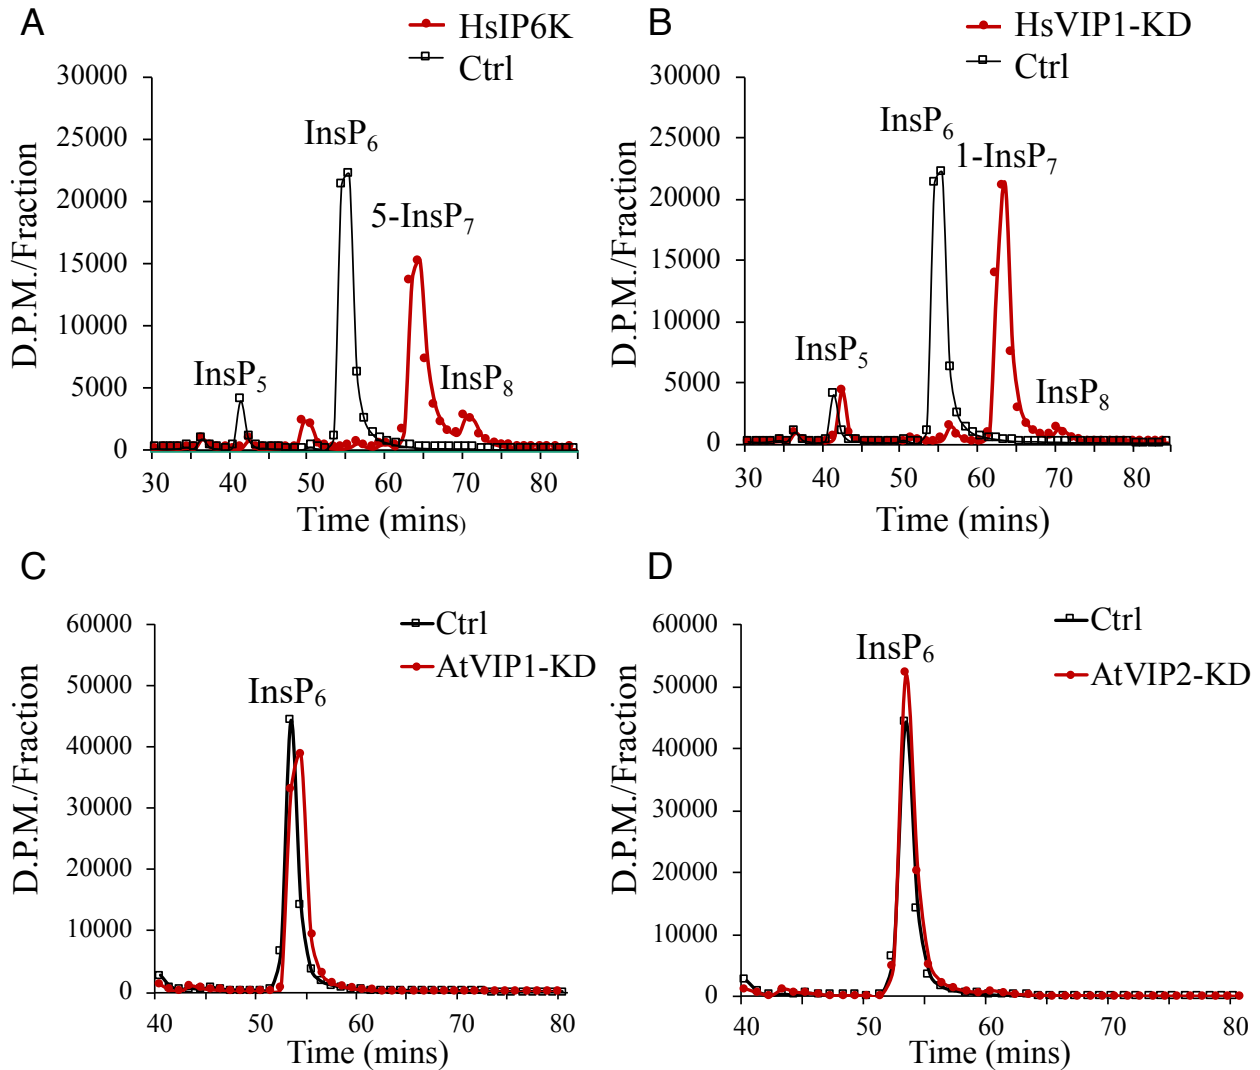 A
HsIP6K
Ctrl
30000
25000
20000
15000
10000
5000
0
D.P.M./Fraction
InsP₆
5-InsP₇
InsP₅
InsP₈
30 40 50 60 70 80
Time (mins)
B
HsVIP1-KD
Ctrl
30000
25000
20000
15000
10000
5000
0
D.P.M./Fraction
InsP₆
1-InsP₇
InsP₅
InsP₈
30 40 50 60 70 80
Time (mins)
C
Ctrl
AtVIP1-KD
60000
50000
40000
30000
20000
10000
0
D.P.M./Fraction
InsP₆
40 50 60 70 80
Time (mins)
D
Ctrl
AtVIP2-KD
60000
50000
40000
30000
20000
10000
0
D.P.M./Fraction
InsP₆
40 50 60 70 80
Time (mins)